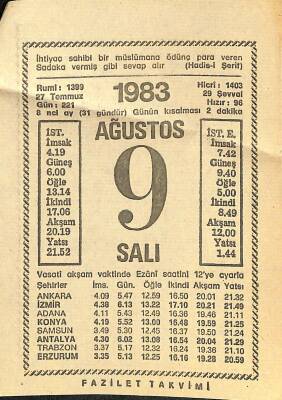 İhtiyaç sahibi bir müslümana ödünç para veren
Sadaka vermiş gibi sevap alır (Hadis-i Şerif)
Rumi: 1399
27 Temmuz
Gün: 221
1983
Hicri: 1403
29 Şevval
Hızır: 96
8 nci ay (31 gündür) Günün kısalması 2 dakika
İST.
İmsak
4.19
Güneş
6.00
Öğle
13.14
İkindi
17.06
Akşam
20.19
Yatsı
21.52
AĞUSTOS
9
SALI
İST. E.
İmsak
7.42
Güneş
9.40
Öğle
5.00
İkindi
8.49
Akşam
12.00
Yatsı
1.44
Vasati akşam vaktinde Ezânî saatini 12'ye ayarla
Şehirler İms. Gün. Öğle İkindi Akşam Yatsı
ANKARA 4.09 5.47 12.59 16.50 20.01 21.32
İZMİR 4.38 6.13 13.22 17.10 20.21 21.49
ADANA 4.11 5.43 12.49 16.36 19.46 21.11
KONYA 4.19 5.52 13.00 16.48 19.59 21.25
SAMSUN 3.49 5.30 12.45 16.37 19.50 21.24
ANTALYA 4.30 6.02 13.08 16.54 20.04 21.29
TRABZON 3.37 5.17 12.32 16.24 19.36 21.10
ERZURUM 3.35 5.13 12.25 16.16 19.28 20.59
FAZİLET TAKVİMİ